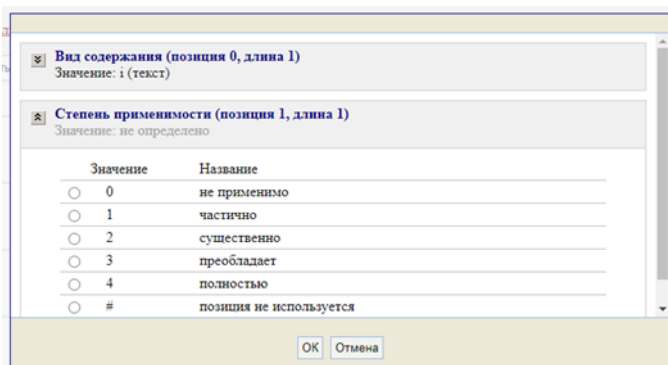 Вид содержания (позиция 0, длина 1)
Значение: i (текст)
Степень применимости (позиция 1, длина 1)
Значение: не определено
Значение Название
0 не применимо
1 частично
2 существенно
3 преобладает
4 полностью
# позиция не используется
OK Отмена